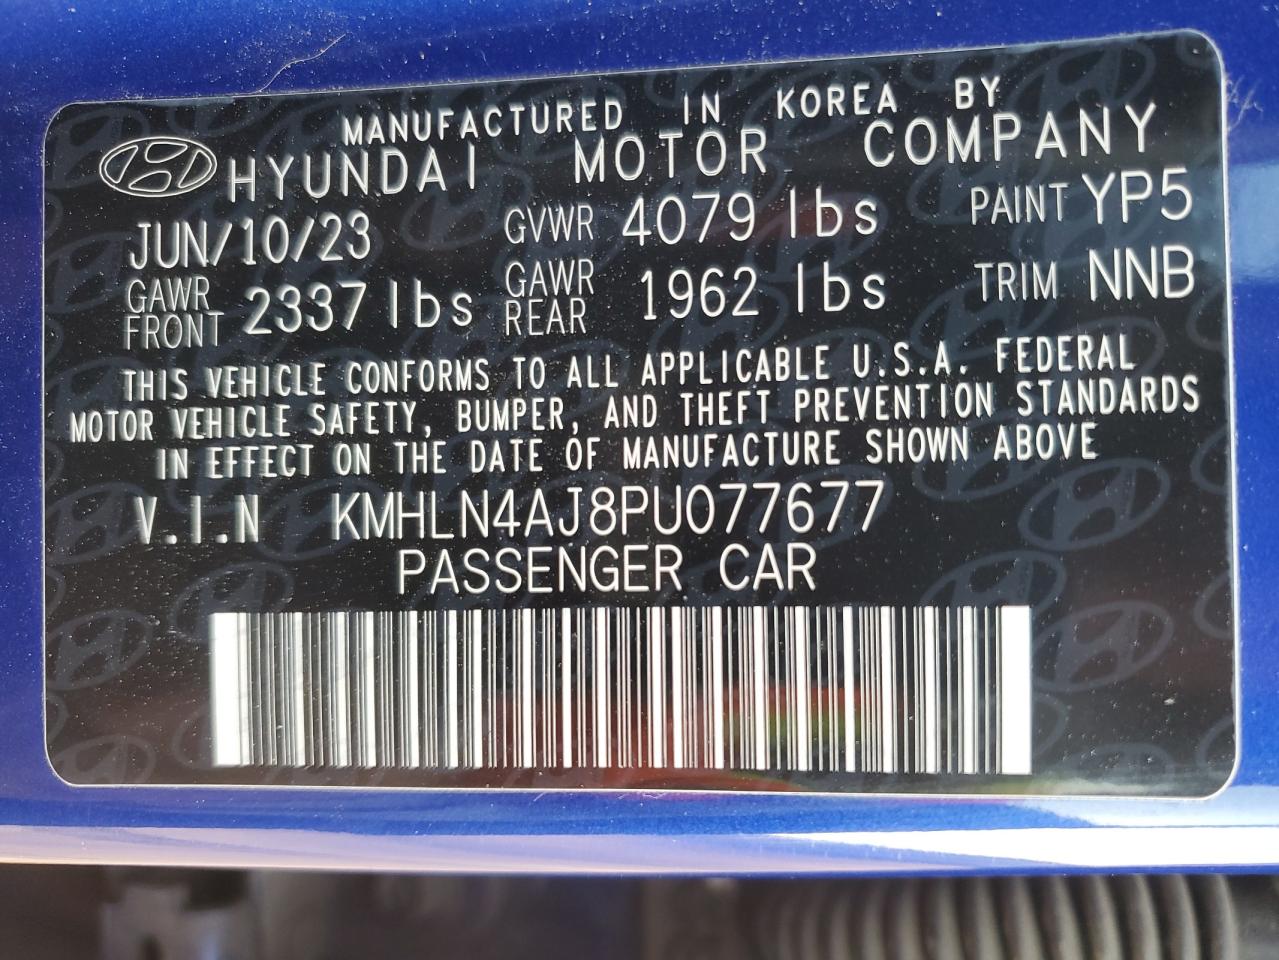 MANUFACTURED IN KOREA BY
HYUNDAI MOTOR COMPANY
JUN/10/23 GVWR 4079 lbs PAINT YP5
GAWR FRONT 2337 lbs GAWR REAR 1962 lbs TRIM NNB
THIS VEHICLE CONFORMS TO ALL APPLICABLE U.S.A. FEDERAL
MOTOR VEHICLE SAFETY, BUMPER, AND THEFT PREVENTION STANDARDS
IN EFFECT ON THE DATE OF MANUFACTURE SHOWN ABOVE
V.I.N KMHLN4AJ8PU077677
PASSENGER CAR